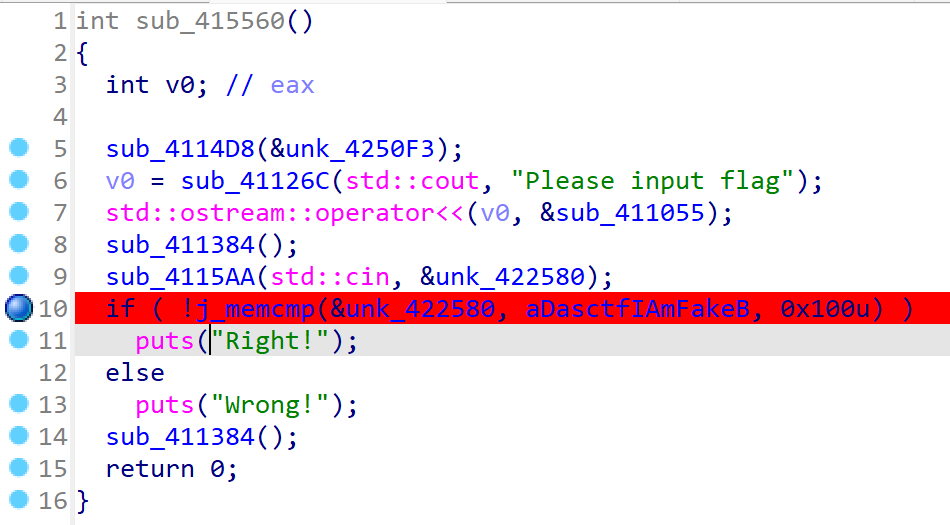 1 int sub_415560()
2 {
3   int v0; // eax
4
5   sub_4114D8(&unk_4250F3);
6   v0 = sub_41126C(std::cout, "Please input flag");
7   std::ostream::operator<<(v0, &sub_411055);
8   sub_411384();
9   sub_4115AA(std::cin, &unk_422580);
10   if ( !j_memcmp(&unk_422580, aDasctfIAmFakeB, 0x100u) )
11     puts("Right!");
12   else
13     puts("Wrong!");
14   sub_411384();
15   return 0;
16 }